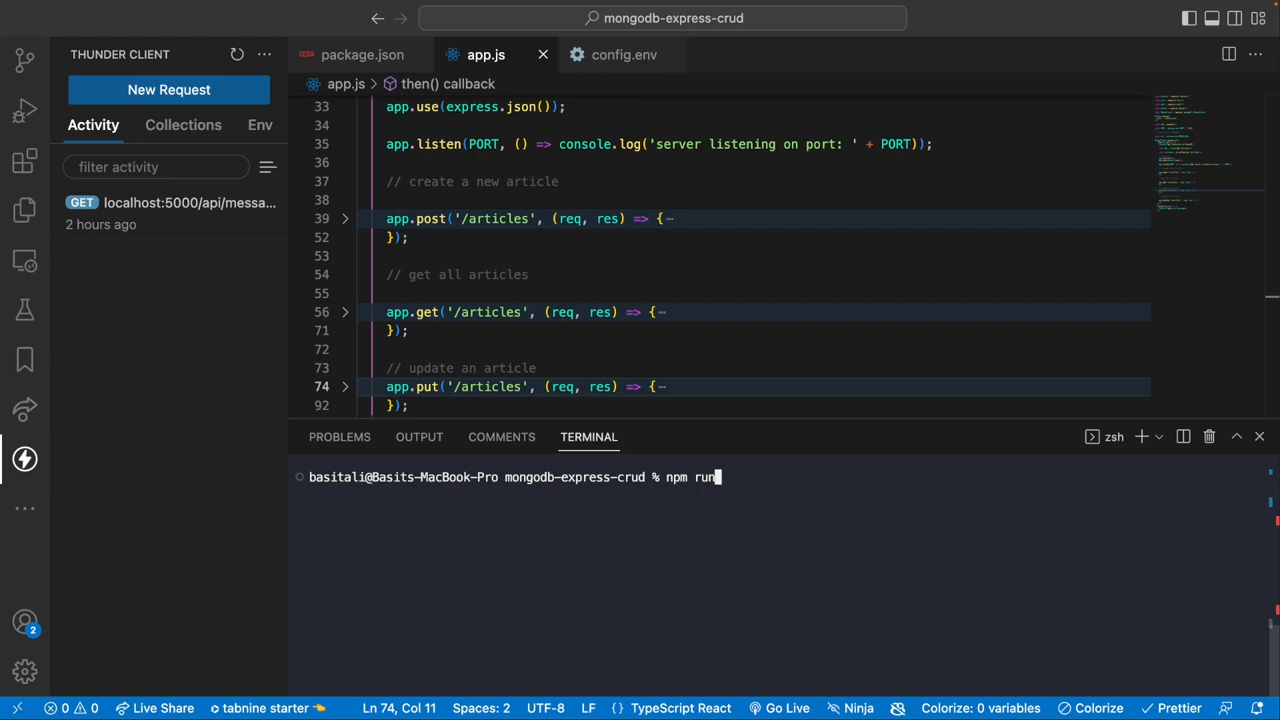 mongodb-express-crud
THUNDER CLIENT
New Request
Activity Collections Env
filter activity
GET localhost:5000/api/messa...
2 hours ago
2
package.json app.js config.env
app.js > then() callback
33 app.use(express.json());
34
35 app.listen(PORT, () => console.log('server listening on port: ' + PORT));
36
37 // create a new article
38
39 app.post('/articles', (req, res) => {…
52 });
53
54 // get all articles
55
56 app.get('/articles', (req, res) => {…
71 });
72
73 // update an article
74 app.put('/articles', (req, res) => {…
92 });
PROBLEMS OUTPUT COMMENTS TERMINAL zsh
basitali@Basits-MacBook-Pro mongodb-express-crud % npm run
0 0 Live Share tabnine starter Ln 74, Col 11 Spaces: 2 UTF-8 LF {} TypeScript React Go Live Ninja Colorize: 0 variables Colorize Prettier